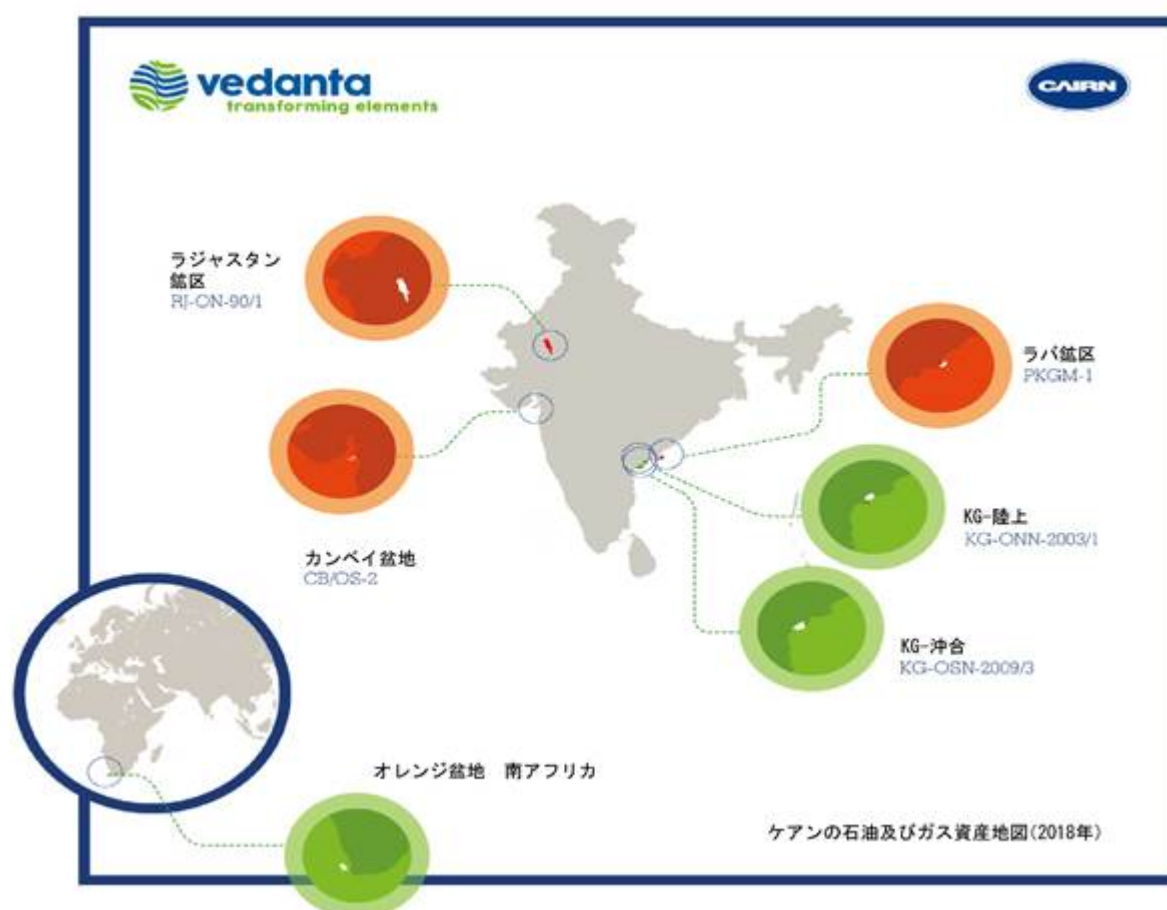 vedanta
transforming elements
CAIRN
ラジャスタン
鉱区
RJ-ON-90/1
ラバ鉱区
PKGM-1
KG-陸上
KG-ONN-2003/1
カンベイ盆地
CB/OS-2
KG-沖合
KG-OSN-2009/3
オレンジ盆地 南アフリカ
ケアンの石油及びガス資産地図(2018年)